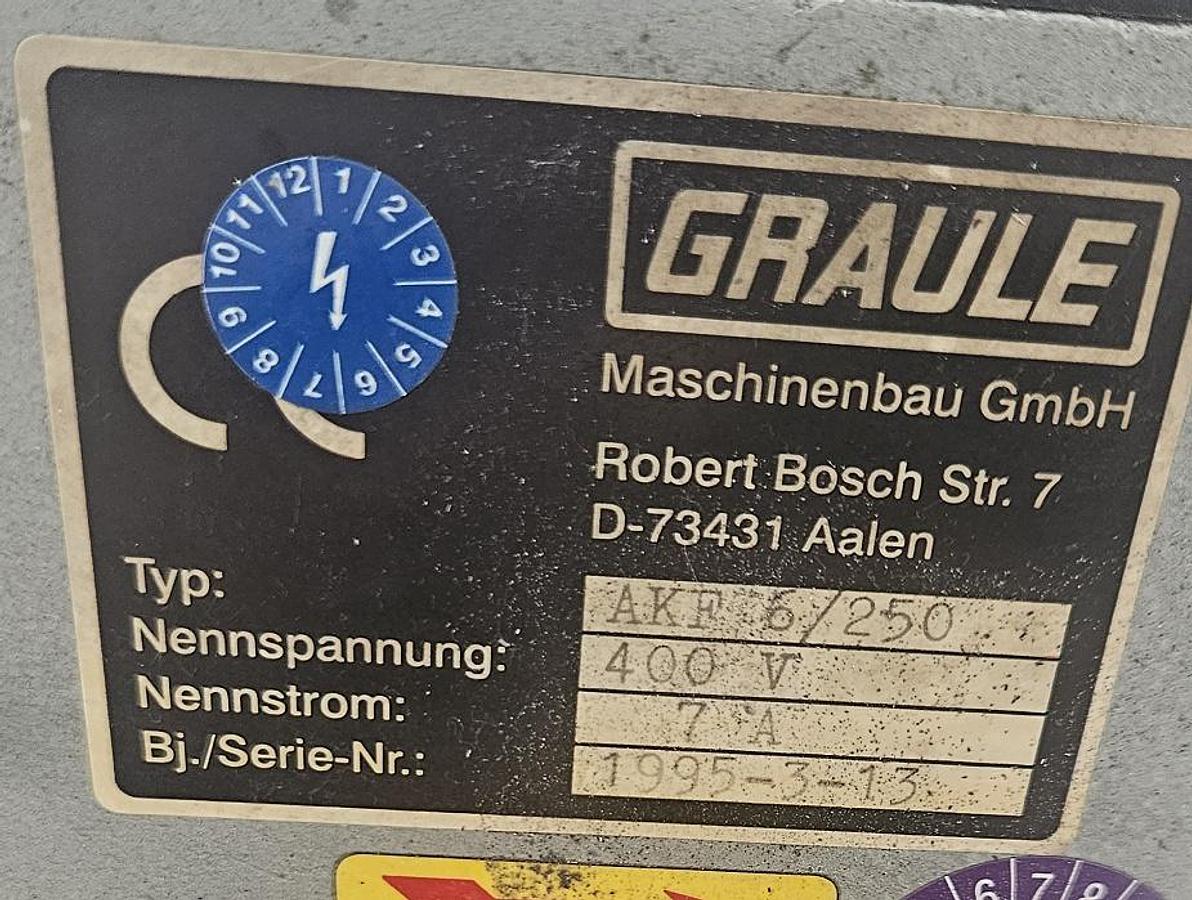 GRAULE
Maschinenbau GmbH
Robert Bosch Str. 7
D-73431 Aalen
12 1 2 3 4 5 6 7 8 9 10 11
Typ: AKF 6/250
Nennspannung: 400 V
Nennstrom: 7 A
Bj./Serie-Nr.: 1995-3-13
6 7 8